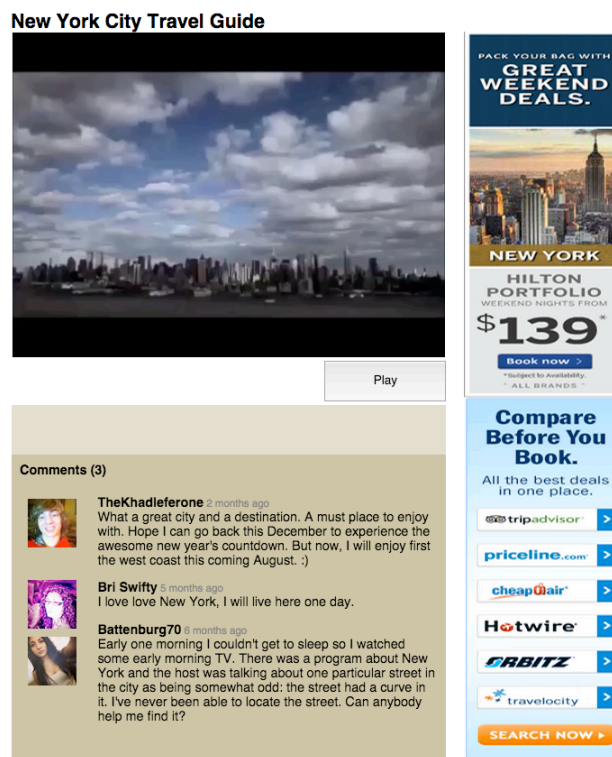 New York City Travel Guide
Play
Comments (3)
TheKhadleferone 2 months ago
What a great city and a destination. A must place to enjoy
with. Hope I can go back this December to experience the
awesome new year's countdown. But now, I will enjoy first
the west coast this coming August. :)
Bri Swifty 5 months ago
I love love New York, I will live here one day.
Battenburg70 6 months ago
Early one morning I couldn't get to sleep so I watched
some early morning TV. There was a program about New
York and the host was talking about one particular street in
the city as being somewhat odd: the street had a curve in
it. I've never been able to locate the street. Can anybody
help me find it?
PACK YOUR BAG WITH
GREAT
WEEKEND
DEALS.
NEW YORK
HILTON
PORTFOLIO
WEEKEND NIGHTS FROM
$139*
Book now >
*Subject to Availability.
* ALL BRANDS *
Compare
Before You
Book.
All the best deals
in one place.
tripadvisor
priceline.com
cheapOair
Hotwire
ORBITZ
travelocity
SEARCH NOW